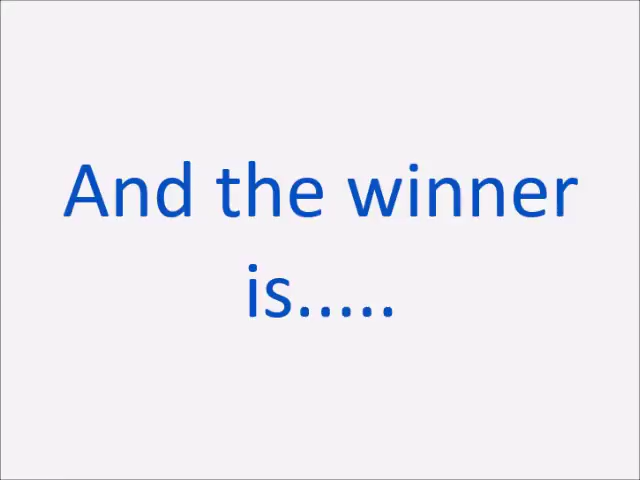 And the winner
is.....